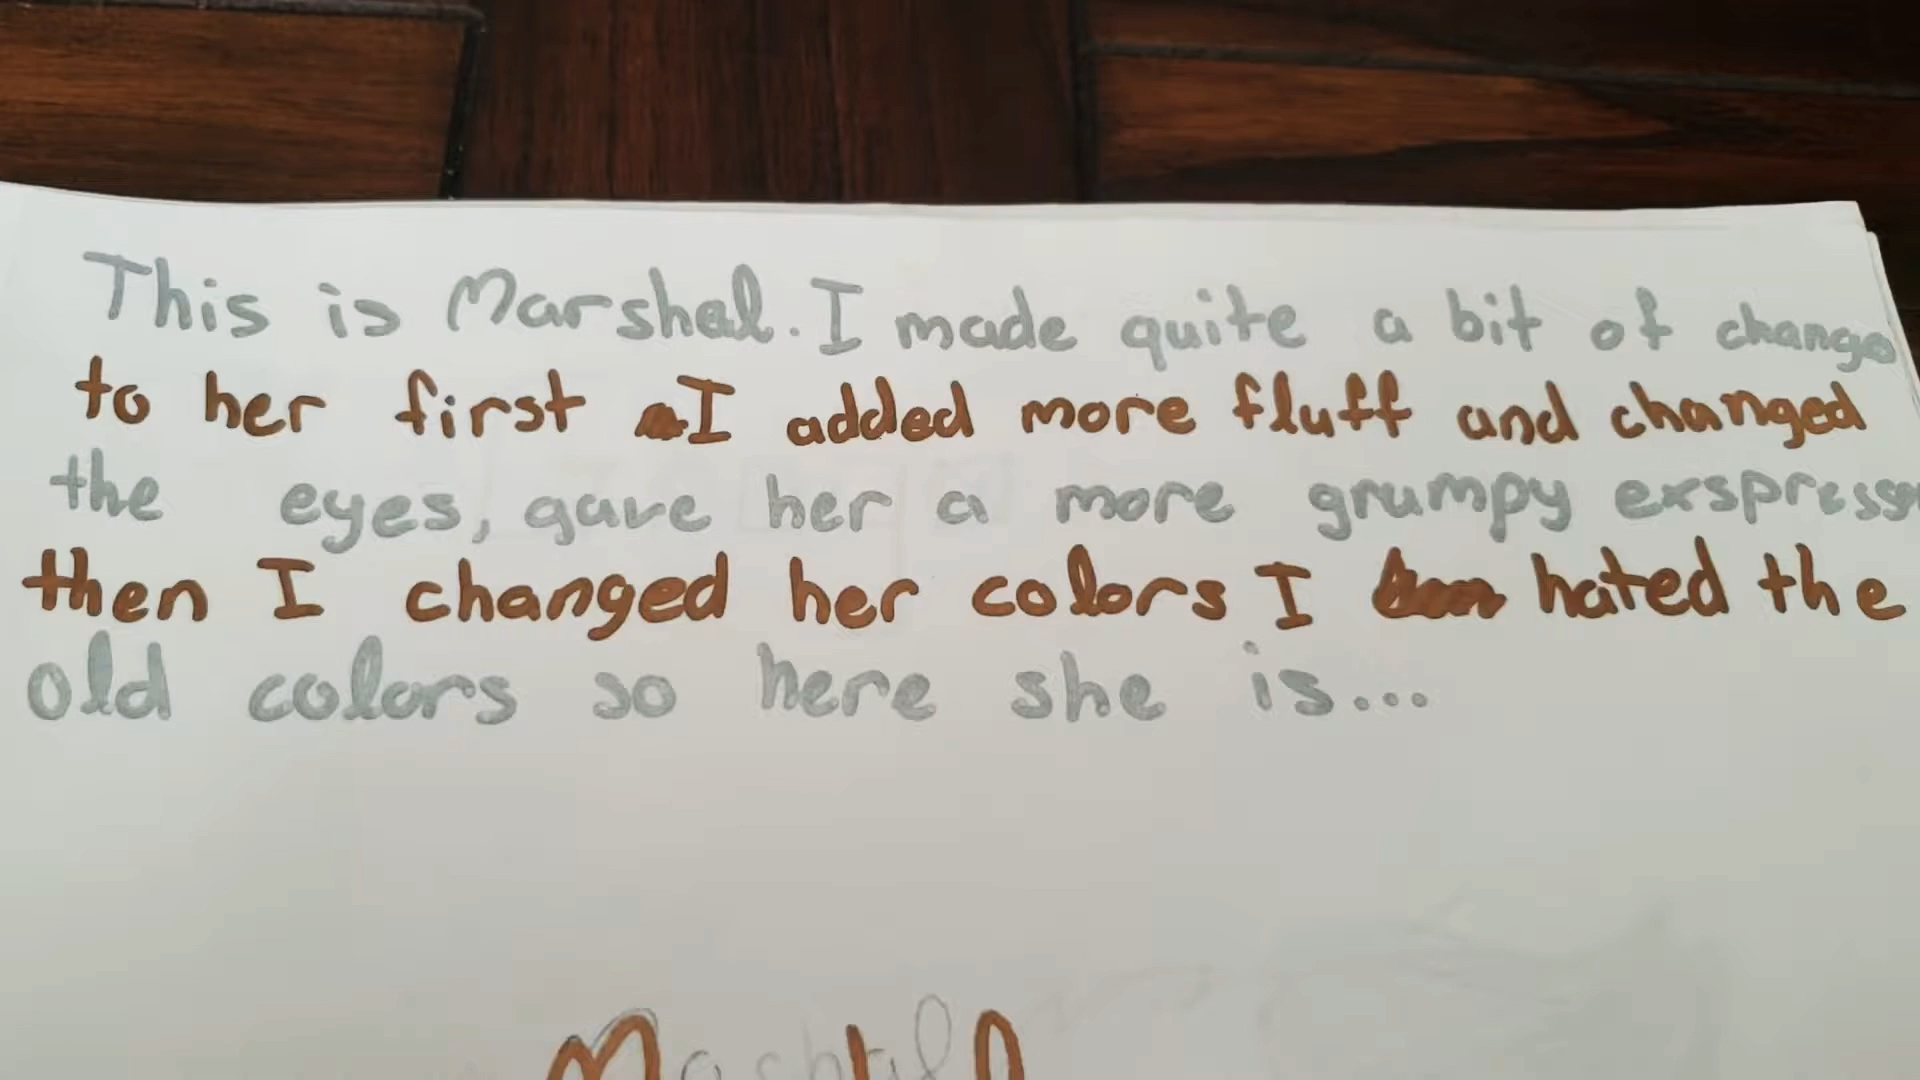 This is Marshal. I made quite a bit of change
to her first I added more fluff and changed
the eyes, gave her a more grumpy
then I changed her colors I hated the
old colors so here she is...